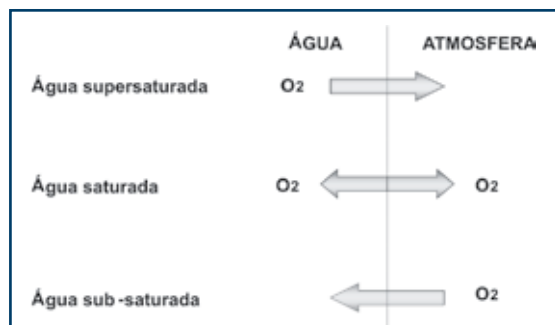 ÁGUA ATMOSFERA
Água supersaturada O2
Água saturada O2 O2
Água sub-saturada O2